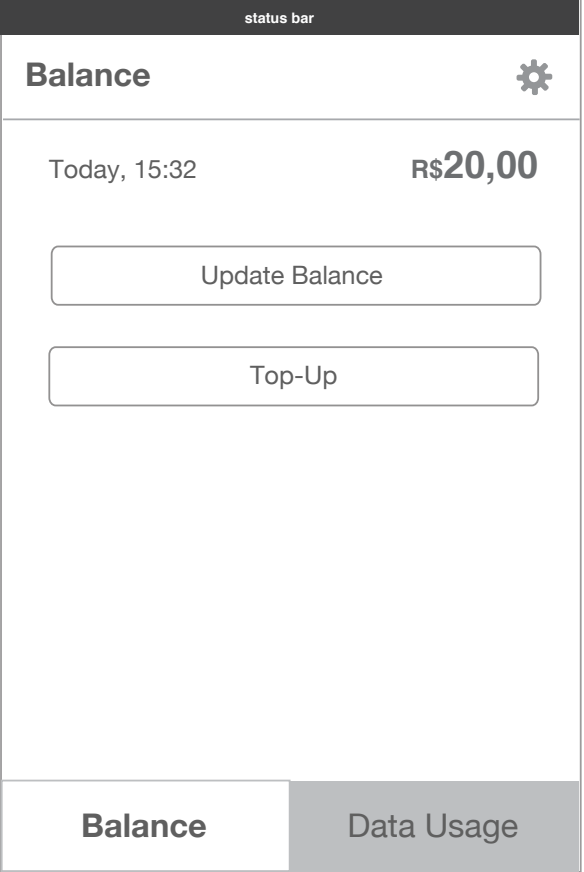 status bar
Balance
Today, 15:32 R$20,00
Update Balance
Top-Up
Balance Data Usage